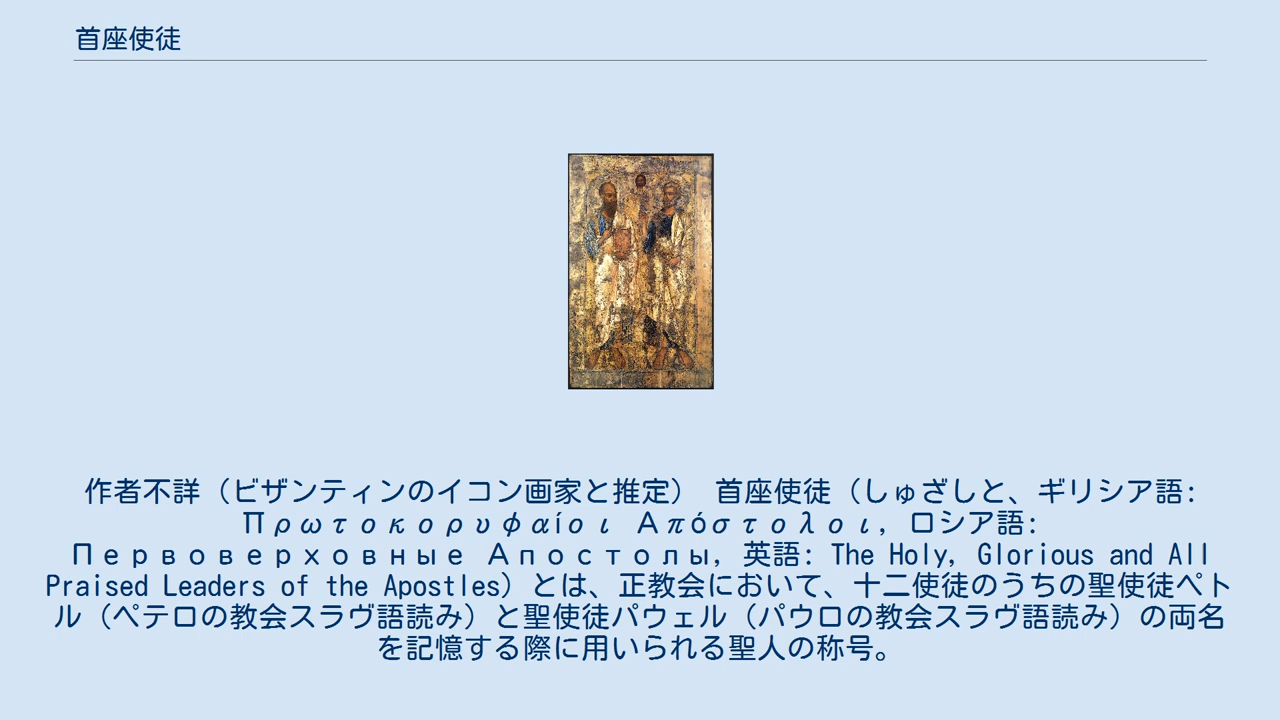 首座使徒
作者不詳（ビザンティンのイコン画家と推定） 首座使徒（しゅざしと、ギリシア語:
Πρωτοκορυφαίοι Απόστολοι, ロシア語:
Первоверховные Апостолы, 英語: The Holy, Glorious and All
Praised Leaders of the Apostles）とは、正教会において、十二使徒のうちの聖使徒ペト
ル（ペテロの教会スラヴ語読み）と聖使徒パウェル（パウロの教会スラヴ語読み）の両名
を記憶する際に用いられる聖人の称号。